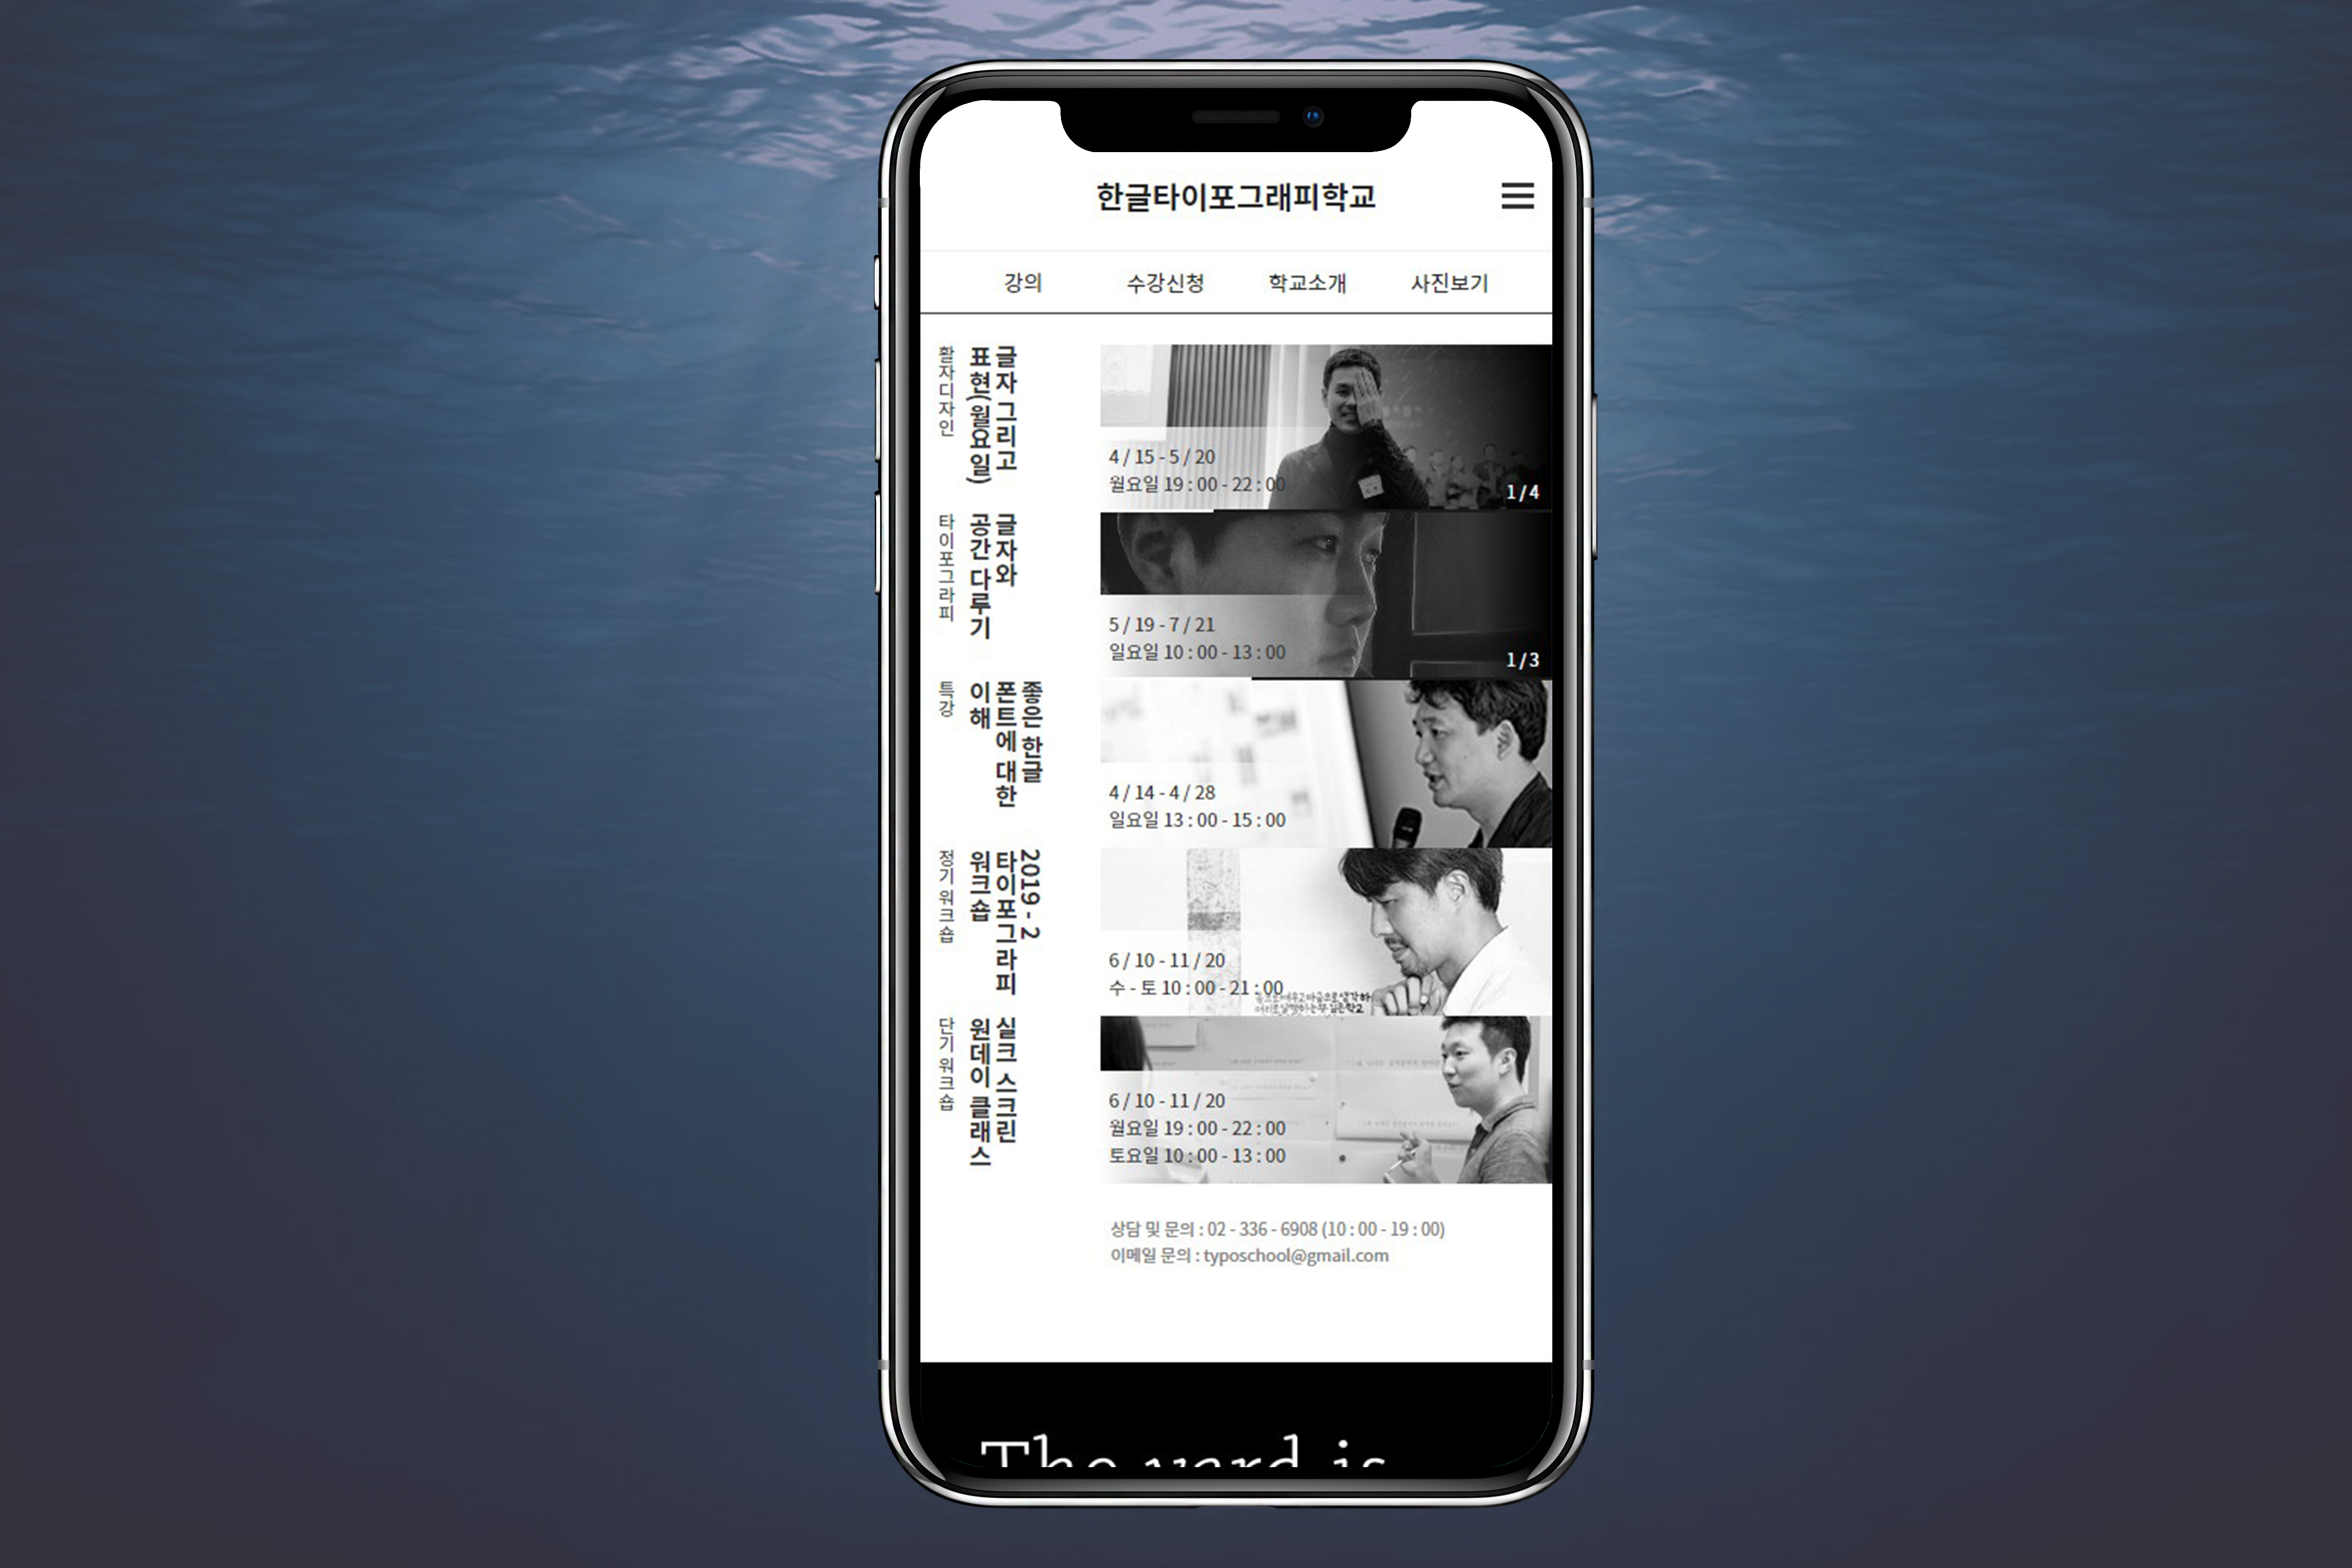 한글타이포그래피학교
강의
수강신청
학교소개
사진보기
글자 그리고
표현(월요일)
활자디자인
4 / 15 - 5 / 20
월요일 19 : 00 - 22 : 00
1/4
글자와
공간 다루기
타이포그라피
5 / 19 - 7 / 21
일요일 10 : 00 - 13 : 00
1/3
좋은 한글
폰트에 대한
이해
특강
4 / 14 - 4 / 28
일요일 13 : 00 - 15 : 00
2019 - 2
타이포그라피
워크숍
정기 워크숍
6 / 10 - 11 / 20
수 - 토 10 : 00 - 21 : 00
실크 스크린
원데이 클래스
단기 워크숍
6 / 10 - 11 / 20
월요일 19 : 00 - 22 : 00
토요일 10 : 00 - 13 : 00
상담 및 문의 : 02 - 336 - 6908 (10 : 00 - 19 : 00)
이메일 문의 : typoschool@gmail.com
The yard is